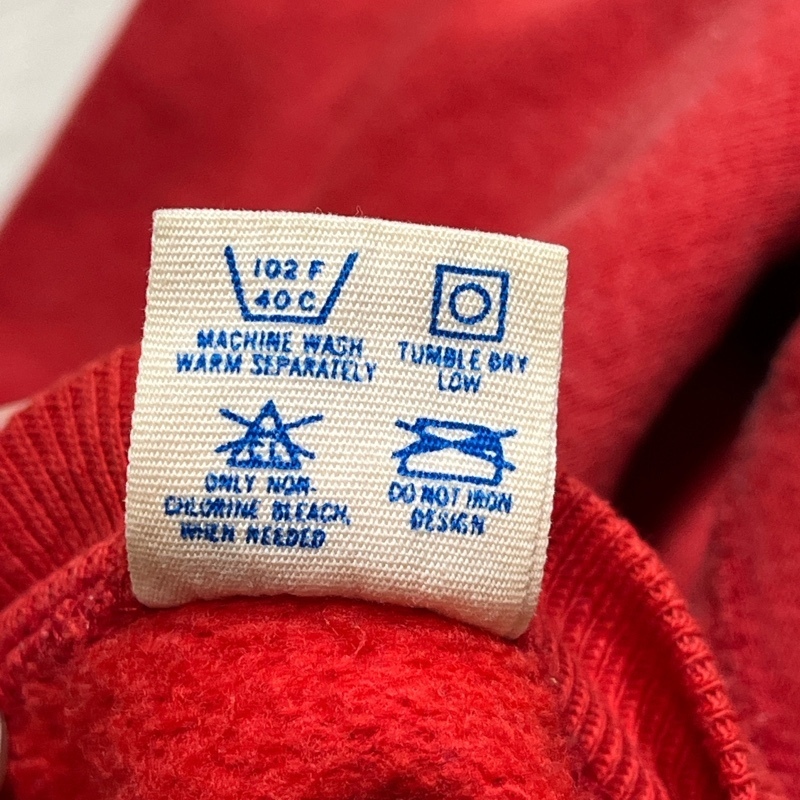 102 F
40 C
MACHINE WASH
WARM SEPARATELY
TUMBLE DRY
LOW
CL
ONLY NON-
CHLORINE BLEACH,
WHEN NEEDED
DO NOT IRON
DESIGN